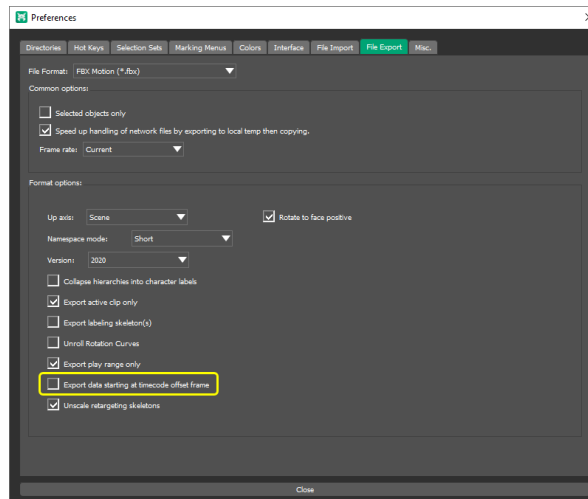 Preferences
Directories Hot Keys Selection Sets Marking Menus Colors Interface File Import File Export Misc.
File Format: FBX Motion (*.fbx)
Common options:
Selected objects only
Speed up handling of network files by exporting to local temp then copying.
Frame rate: Current
Format options:
Up axis: Scene Rotate to face positive
Namespace mode: Short
Version: 2020
Collapse hierarchies into character labels
Export active clip only
Export labeling skeleton(s)
Unroll Rotation Curves
Export play range only
Export data starting at timecode offset frame
Unscale retargeting skeletons
Close